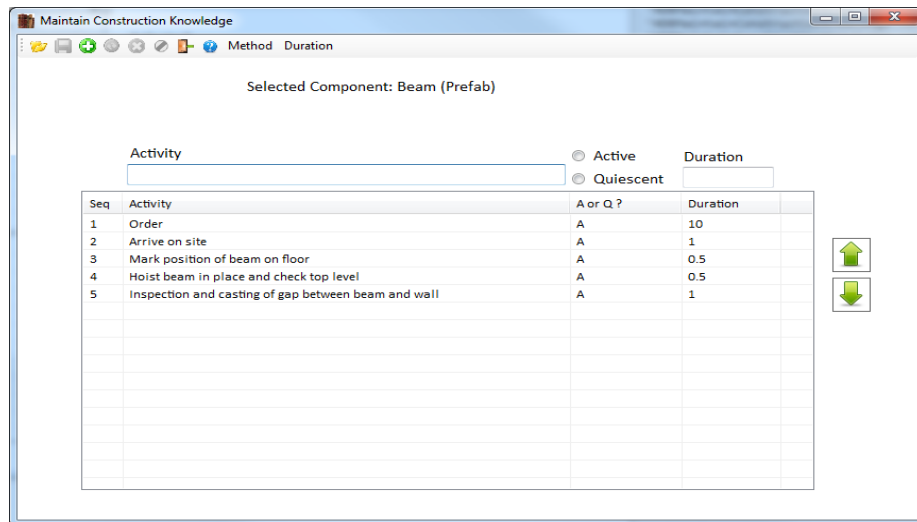 Maintain Construction Knowledge
Method Duration
Selected Component: Beam (Prefab)
Activity
Active
Duration
Quiescent
Seq Activity A or Q ? Duration
1 Order A 10
2 Arrive on site A 1
3 Mark position of beam on floor A 0.5
4 Hoist beam in place and check top level A 0.5
5 Inspection and casting of gap between beam and wall A 1